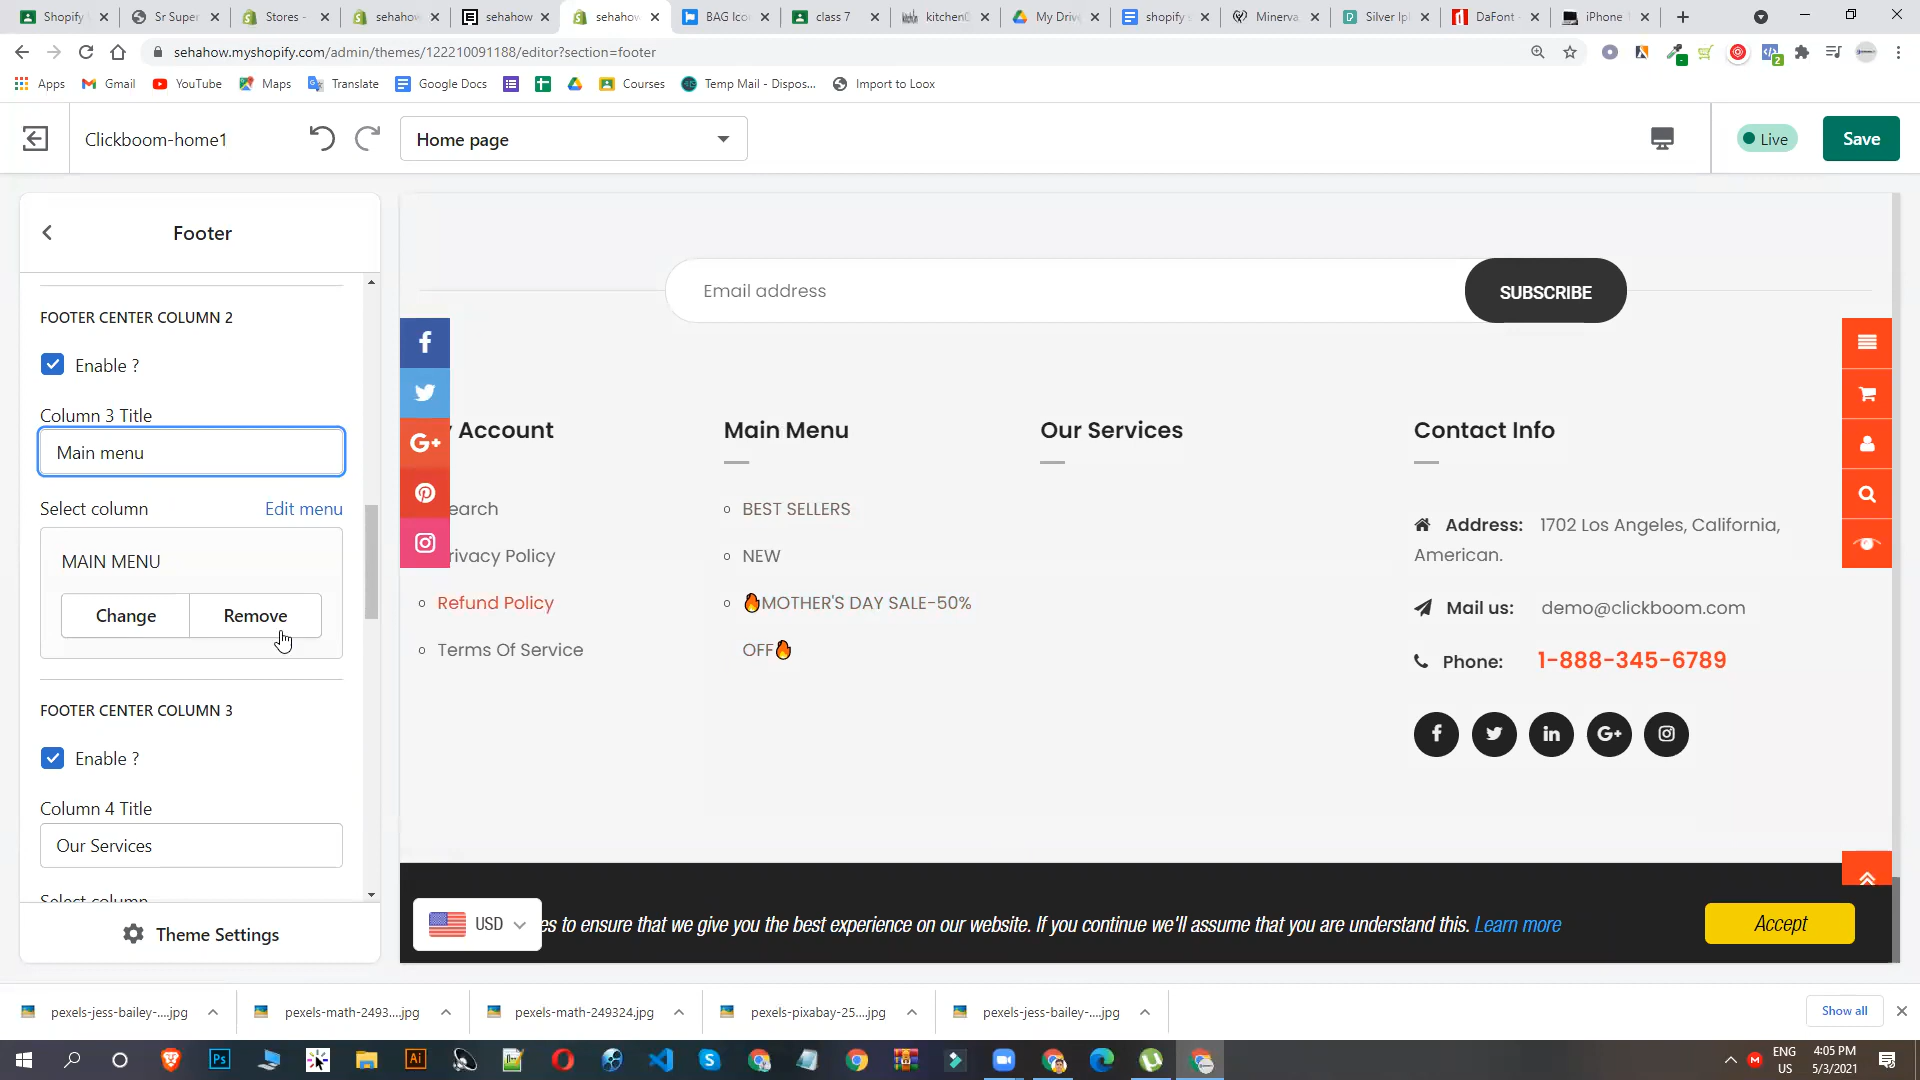 Shopify
Sr Super
Stores -
sehahow
sehahow
sehahow
BAG Ico
class 7
kitchen
My Driv
shopify
Minerva
Silver Ip
DaFont
iPhone
sehahow.myshopify.com/admin/themes/122210091188/editor?section=footer
Apps
Gmail
YouTube
Maps
Translate
Google Docs
Courses
Temp Mail - Dispos...
Import to Loox
Clickboom-home1
Home page
Live
Save
Footer
FOOTER CENTER COLUMN 2
Enable ?
Column 3 Title
Main menu
Select column
Edit menu
MAIN MENU
Change
Remove
FOOTER CENTER COLUMN 3
Enable ?
Column 4 Title
Our Services
Select column
Theme Settings
Email address
SUBSCRIBE
Account
Main Menu
Our Services
Contact Info
earch
rivacy Policy
Refund Policy
Terms Of Service
BEST SELLERS
NEW
🔥MOTHER'S DAY SALE-50%
OFF🔥
Address: 1702 Los Angeles, California,
American.
Mail us: demo@clickboom.com
Phone: 1-888-345-6789
USD
es to ensure that we give you the best experience on our website. If you continue we'll assume that you are understand this. Learn more
Accept
pexels-jess-bailey-....jpg
pexels-math-2493....jpg
pexels-math-249324.jpg
pexels-pixabay-25....jpg
pexels-jess-bailey-....jpg
Show all
ENG
US
4:05 PM
5/3/2021